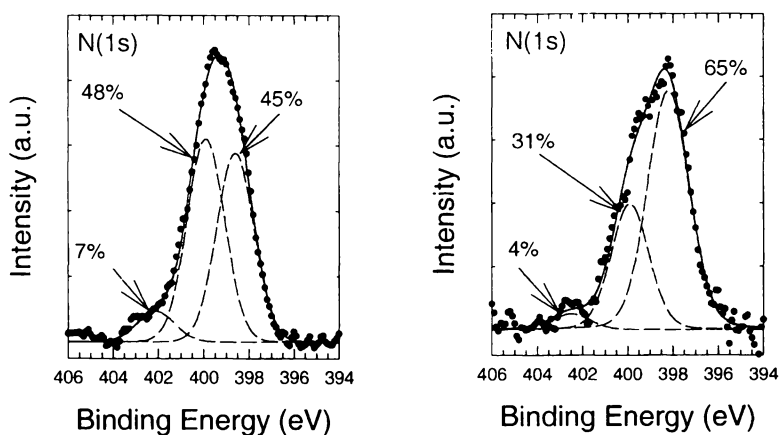 N(1s)
48%
45%
7%
Intensity (a.u.)
406 404 402 400 398 396 394
Binding Energy (eV)
N(1s)
65%
31%
4%
Intensity (a.u.)
406 404 402 400 398 396 394
Binding Energy (eV)